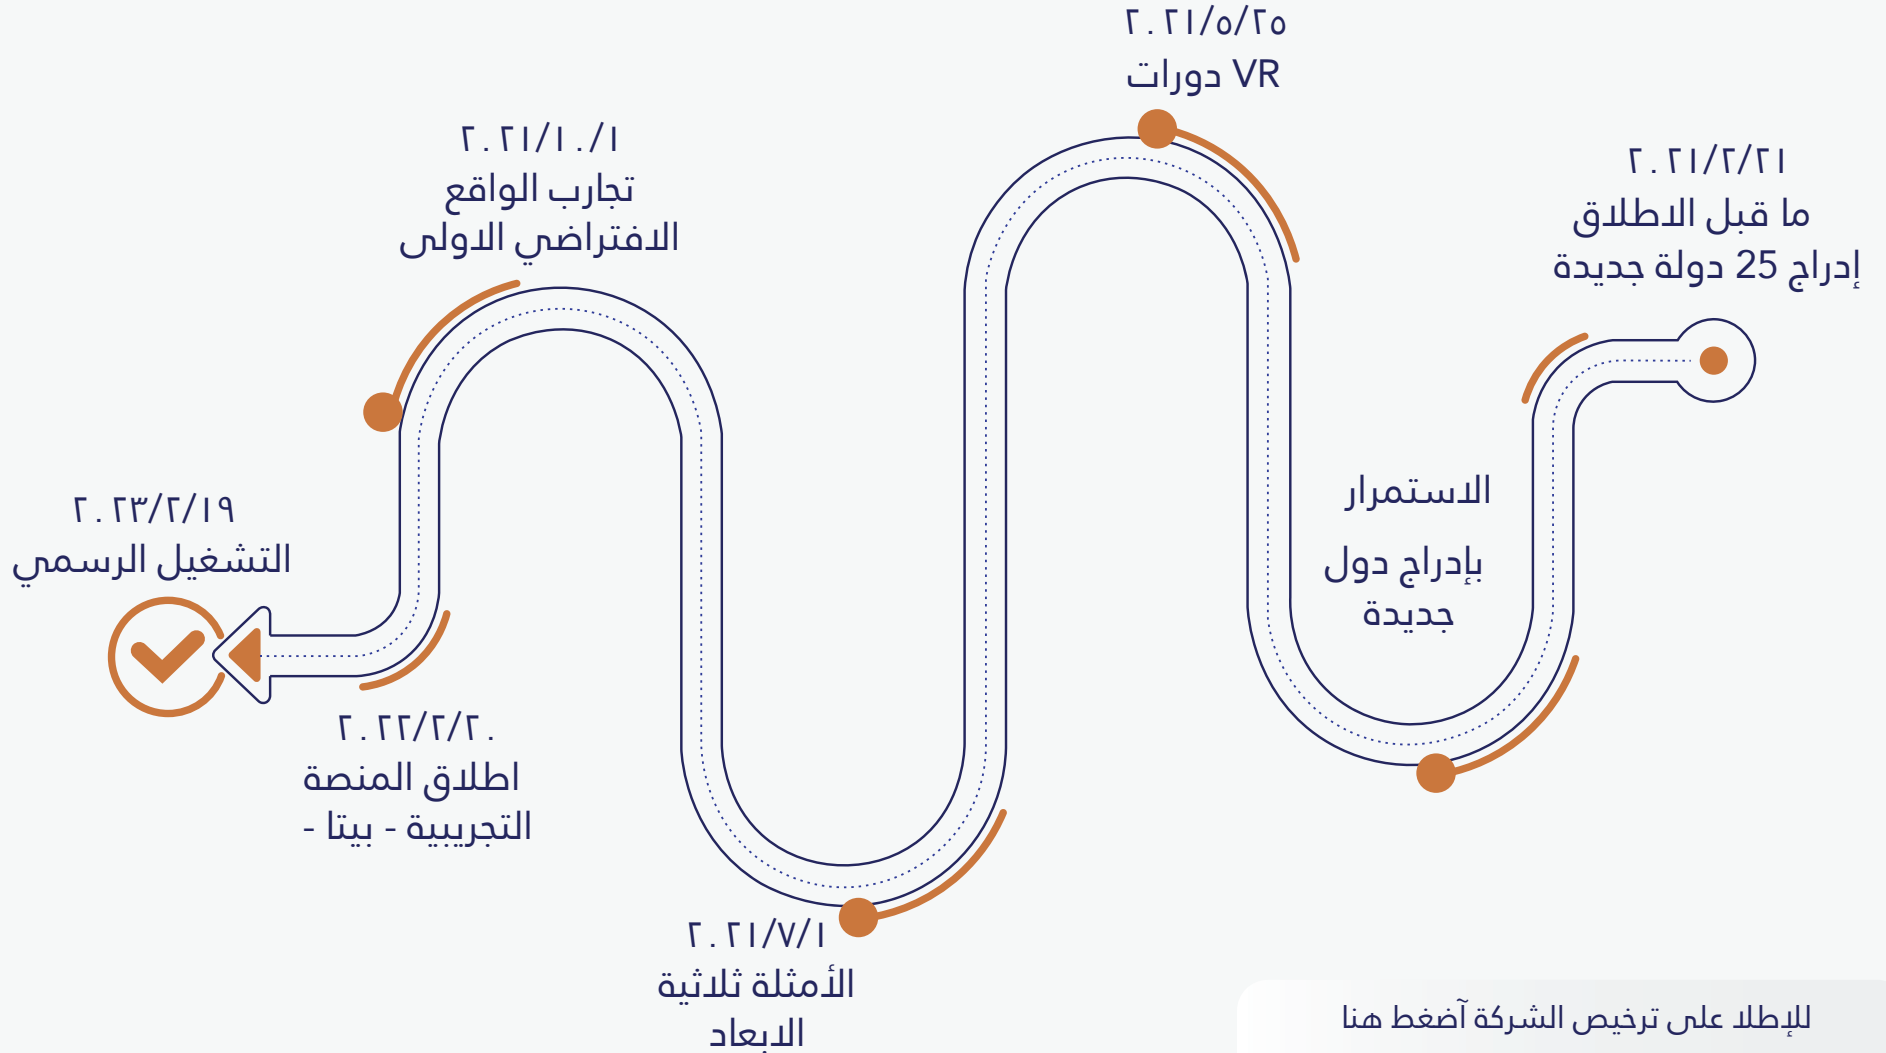 ٢٠٢١/٢/٢١
ما قبل الاطلاق
إدراج 25 دولة جديدة
الاستمرار
بإدراج دول
جديدة
٢٠٢١/٥/٢٥
دورات VR
٢٠٢١/٧/١
الأمثلة ثلاثية
الابعاد
٢٠٢١/١٠/١
تجارب الواقع
الافتراضي الاولى
٢٠٢٢/٢/٢٠
اطلاق المنصة
التجريبية - بيتا -
٢٠٢٣/٢/١٩
التشغيل الرسمي
للإطلا على ترخيص الشركة آضغط هنا